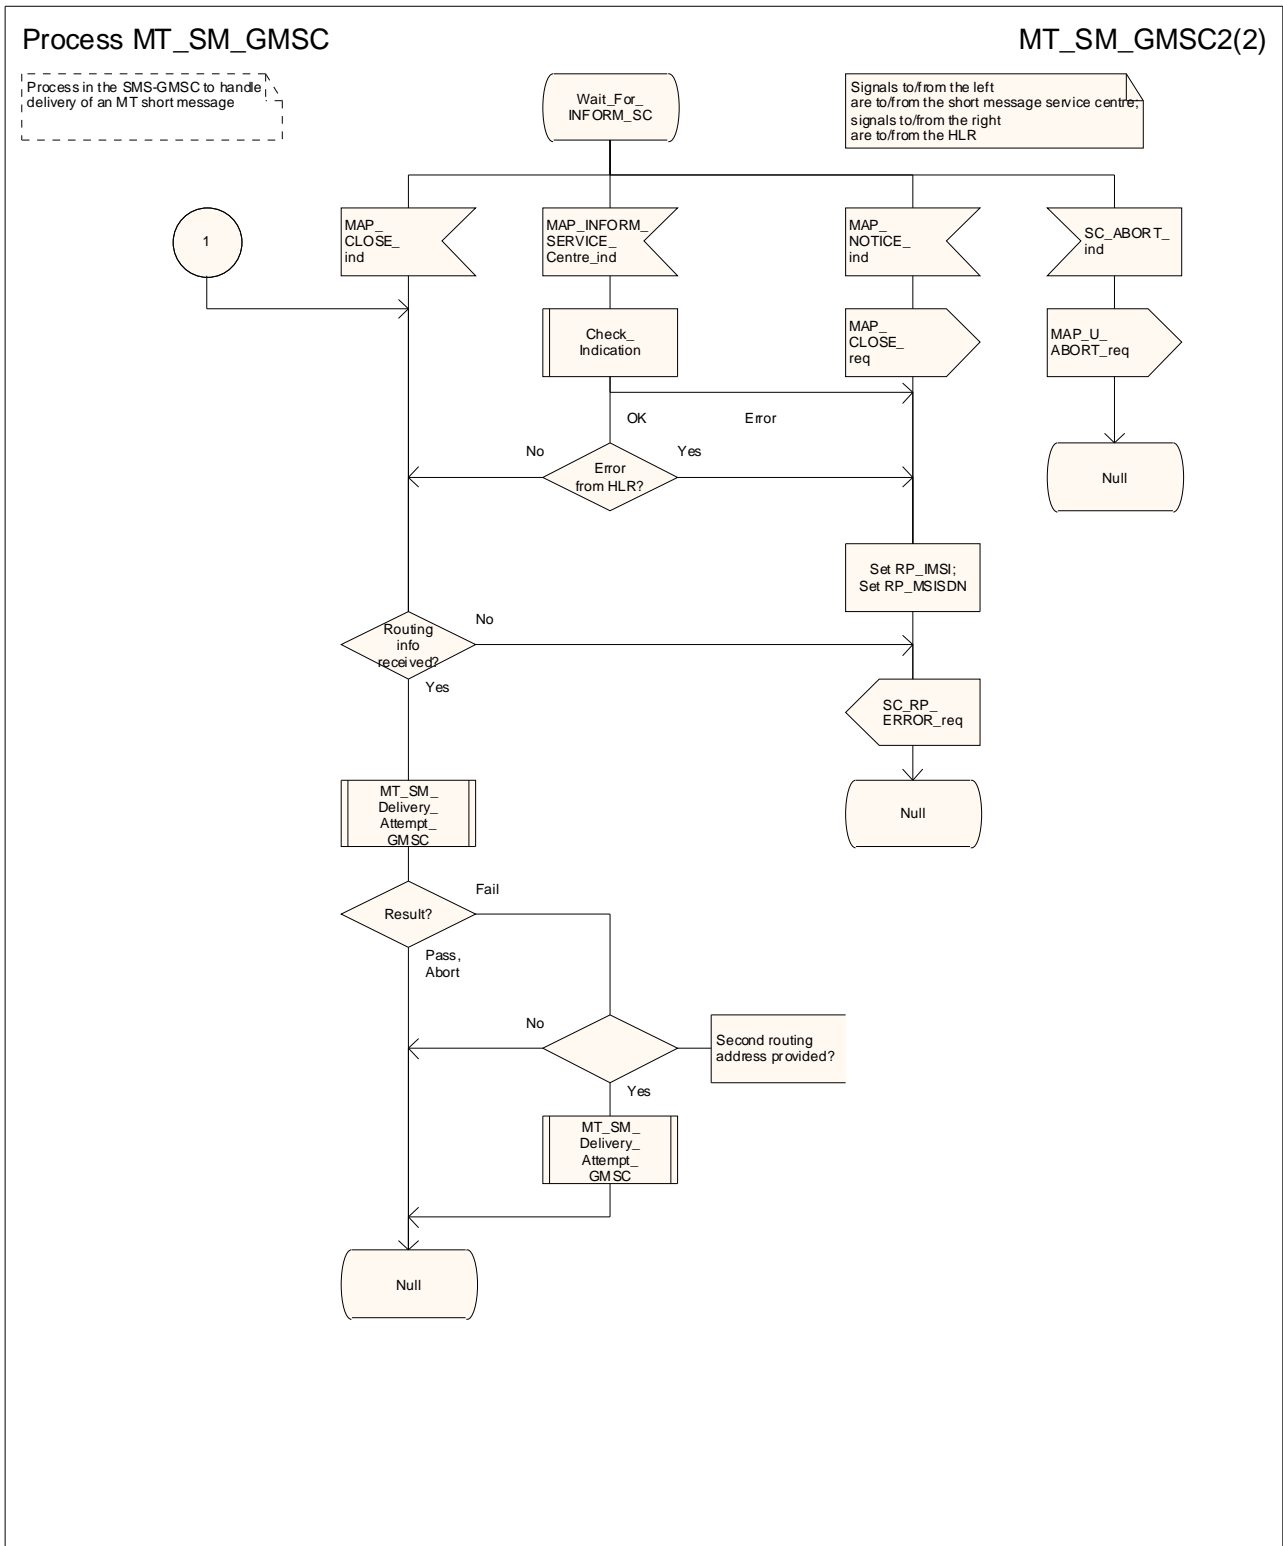 Process MT_SM_GMSC
MT_SM_GMSC2(2)
Process in the SMS-GMSC to handle
delivery of an MT short message
Wait_For_
INFORM_SC
Signals to/from the left
are to/from the short message service centre;
signals to/from the right
are to/from the HLR
1
MAP_
CLOSE_
ind
MAP_INFORM_
SERVICE_
Centre_ind
MAP_
NOTICE_
ind
SC_ABORT_
ind
Check_
Indication
MAP_
CLOSE_
req
MAP_U_
ABORT_req
OK
Error
No
Yes
Error
from HLR?
Null
Set RP_IMSI;
Set RP_MSISDN
No
Routing
info
received?
Yes
SC_RP_
ERROR_req
MT_SM_
Delivery_
Attempt_
GMSC
Null
Fail
Result?
Pass,
Abort
No
Second routing
address provided?
Yes
MT_SM_
Delivery_
Attempt_
GMSC
Null